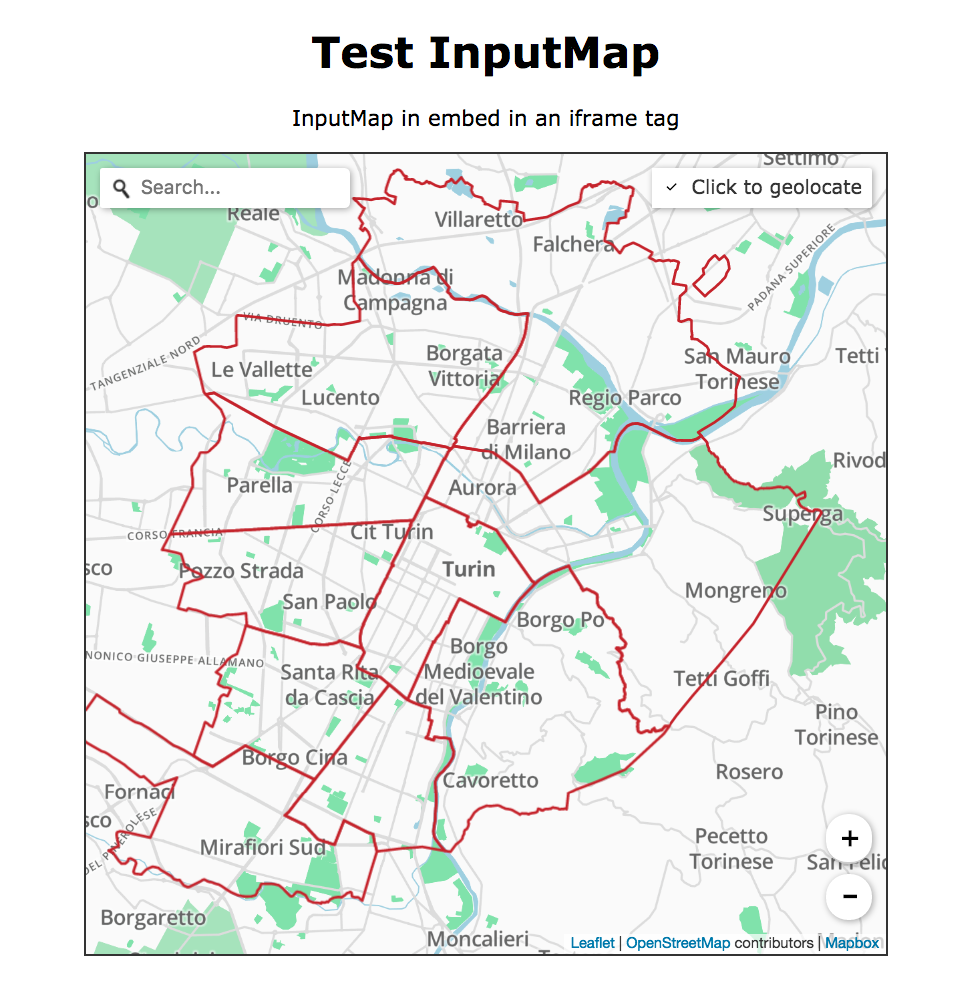 Test InputMap
InputMap in embed in an iframe tag
Settimo
Search...
Click to geolocate
Reale
Villaretto
Falchera
PADANA SUPERIORE
Madonna di
Campagna
VIA DRUENTO
TANGENZIALE NORD
Le Vallette
Borgata
Vittoria
San Mauro
Torinese
Tetti
Lucento
Regio Parco
Barriera
di Milano
Rivod
Parella
CORSO LECCE
Aurora
Superga
CORSO FRANCIA
Cit Turin
sco
Pozzo Strada
Turin
Mongreno
San Paolo
Borgo Po
NONICO GIUSEPPE ALLAMANO
Santa Rita
da Cascia
Borgo
Medioevale
del Valentino
Tetti Goffi
Pino
Torinese
Borgo Cina
Cavoretto
Rosero
Fornaci
sco
DEL PINEROLESE
Mirafiori Sud
Pecetto
Torinese
+
San Felic
−
Borgaretto
Moncalieri
Leaflet | OpenStreetMap contributors | Mapbox